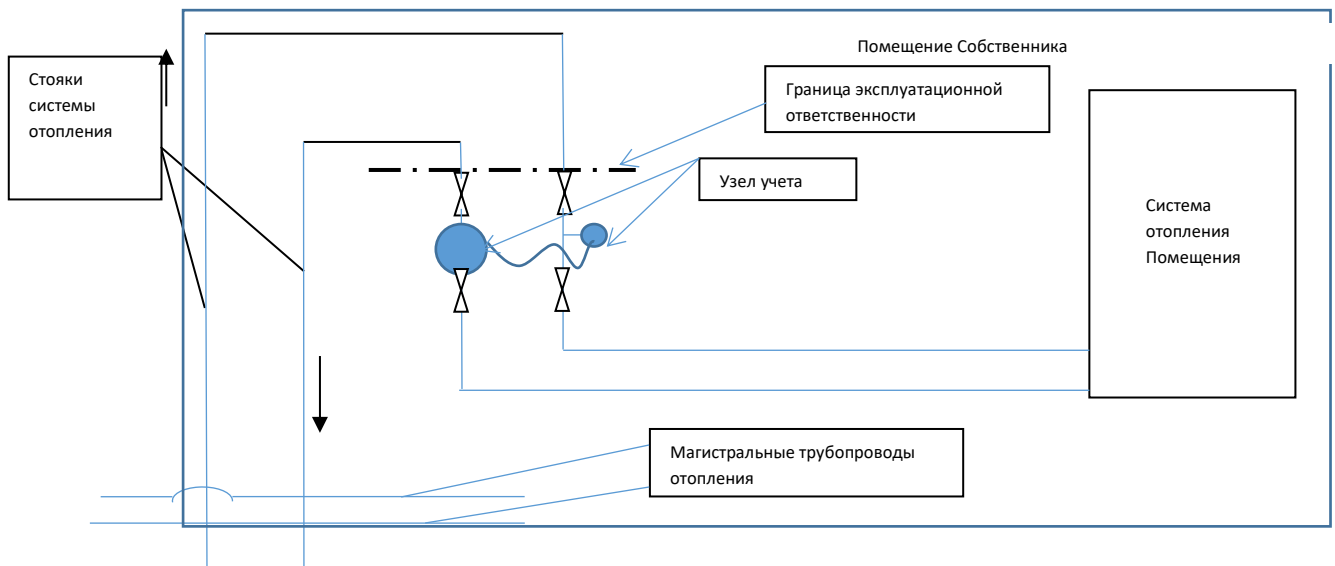 Помещение Собственника
Стояки
системы
отопления
Граница эксплуатационной
ответственности
Узел учета
Система
отопления
Помещения
Магистральные трубопроводы
отопления